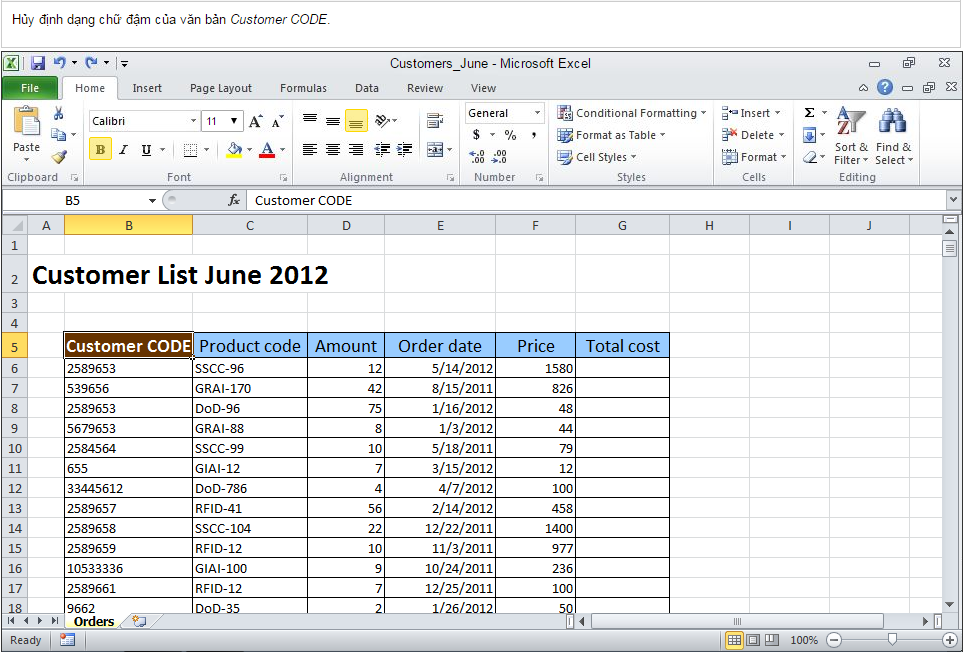 Hủy định dạng chữ đậm của văn bản Customer CODE.
Customers_June - Microsoft Excel
File Home Insert Page Layout Formulas Data Review View
Calibri 11 A A General Conditional Formatting Insert Σ
Paste B I U A $ % , Format as Table Delete Sort & Find &
.00 .00 Cell Styles Format Filter Select
Clipboard Font Alignment Number Styles Cells Editing
B5 fx Customer CODE
A B C D E F G H I J
1
2 Customer List June 2012
3
4
5 Customer CODE Product code Amount Order date Price Total cost
6 2589653 SSCC-96 12 5/14/2012 1580
7 539656 GRAI-170 42 8/15/2011 826
8 2589653 DoD-96 75 1/16/2012 48
9 5679653 GRAI-88 8 1/3/2012 44
10 2584564 SSCC-99 10 5/18/2011 79
11 655 GIAI-12 7 3/15/2012 12
12 33445612 DoD-786 4 4/7/2012 100
13 2589657 RFID-41 56 2/14/2012 458
14 2589658 SSCC-104 22 12/22/2011 1400
15 2589659 RFID-12 10 11/3/2011 977
16 10533336 GIAI-100 9 10/24/2011 236
17 2589661 RFID-12 7 12/25/2011 100
18 9662 DoD-35 2 1/26/2012 50
Orders
Ready 100%